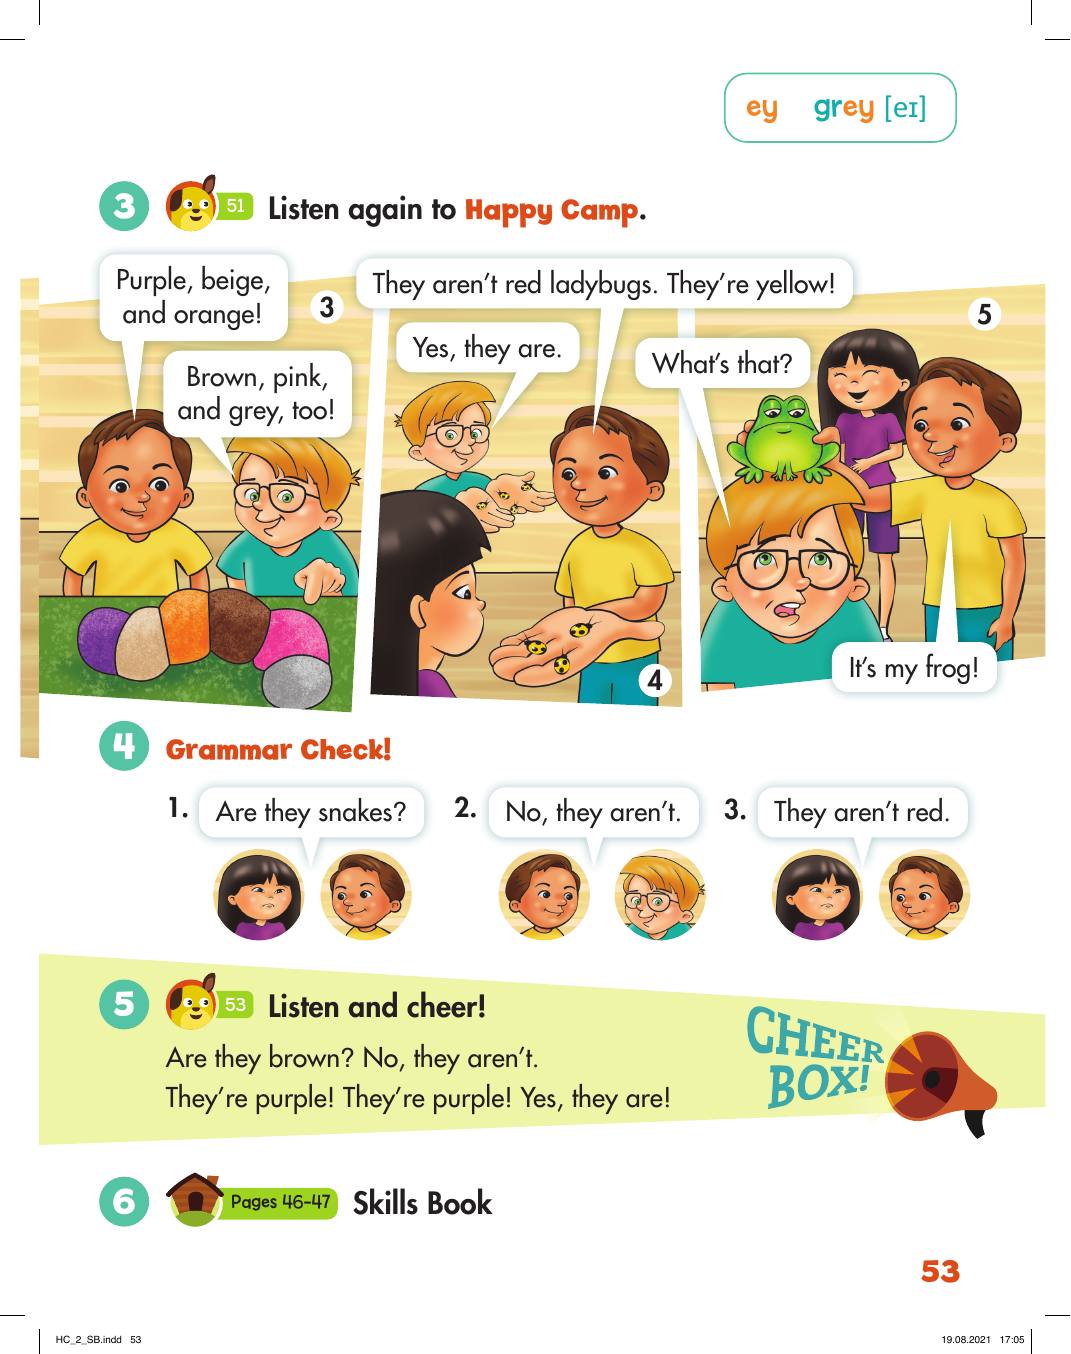 ey grey [eɪ]
3 51 Listen again to Happy Camp.
Purple, beige,
and orange!
3
Brown, pink,
and grey, too!
They aren't red ladybugs. They're yellow!
Yes, they are.
4
What's that?
5
It's my frog!
4 Grammar Check!
1. Are they snakes?
2. No, they aren't.
3. They aren't red.
5 53 Listen and cheer!
Are they brown? No, they aren't.
They're purple! They're purple! Yes, they are!
CHEER
BOX!
6 Pages 46–47 Skills Book
53
HC_2_SB.indd 53
19.08.2021 17:05